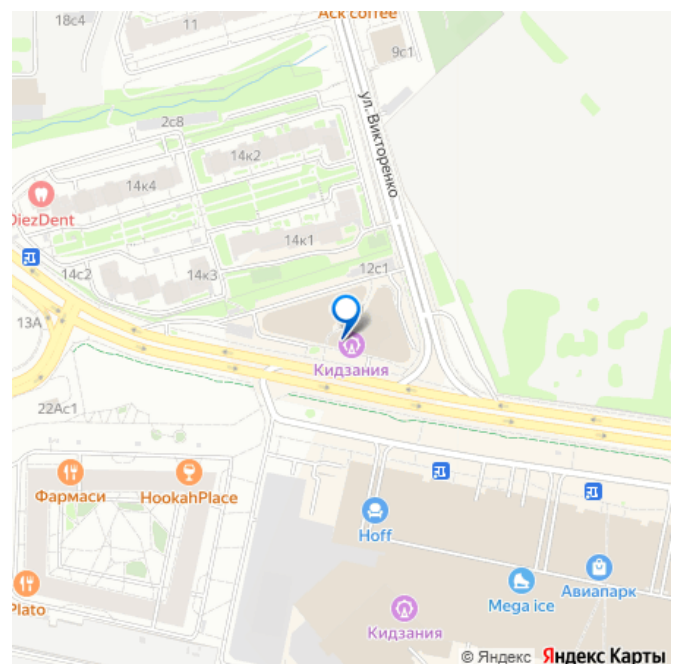 Ack coffee
18с4
11
9с1
ул. Викторенко
2с8
14к2
14к4
DiezDent
14к1
14с2
14к3
12с1
13А
Кидзания
22Ас1
Фармаси
HookahPlace
Hoff
Plato
Mega ice
Авиапарк
Кидзания
© Яндекс Яндекс Карты